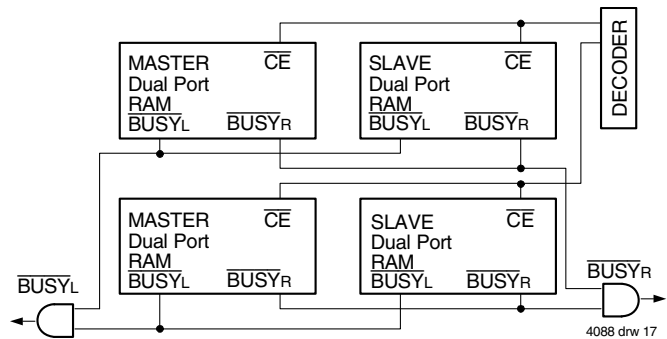 MASTER
Dual Port
RAM
CE
BUSYL
BUSYR
SLAVE
Dual Port
RAM
CE
BUSYL
BUSYR
DECODER
MASTER
Dual Port
RAM
CE
BUSYL
BUSYR
SLAVE
Dual Port
RAM
CE
BUSYL
BUSYR
BUSYL
BUSYR
4088 drw 17